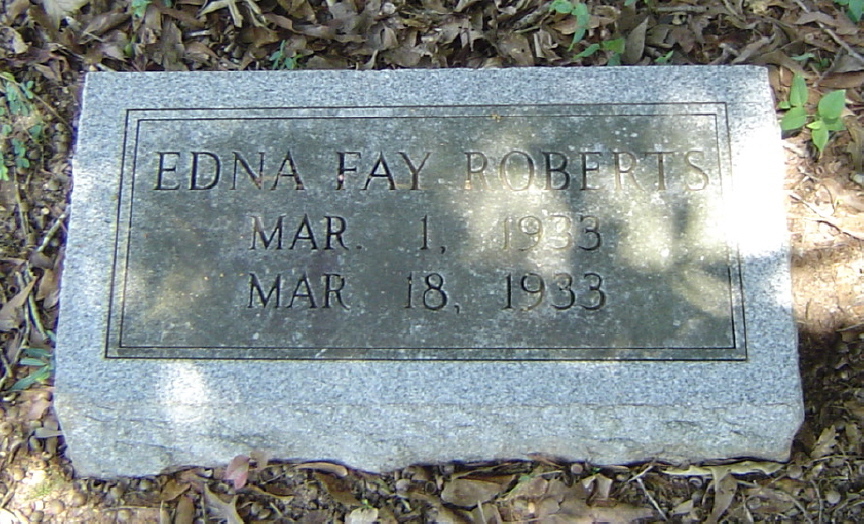 EDNA FAY ROBERTS
MAR. 1, 1933
MAR 18, 1933